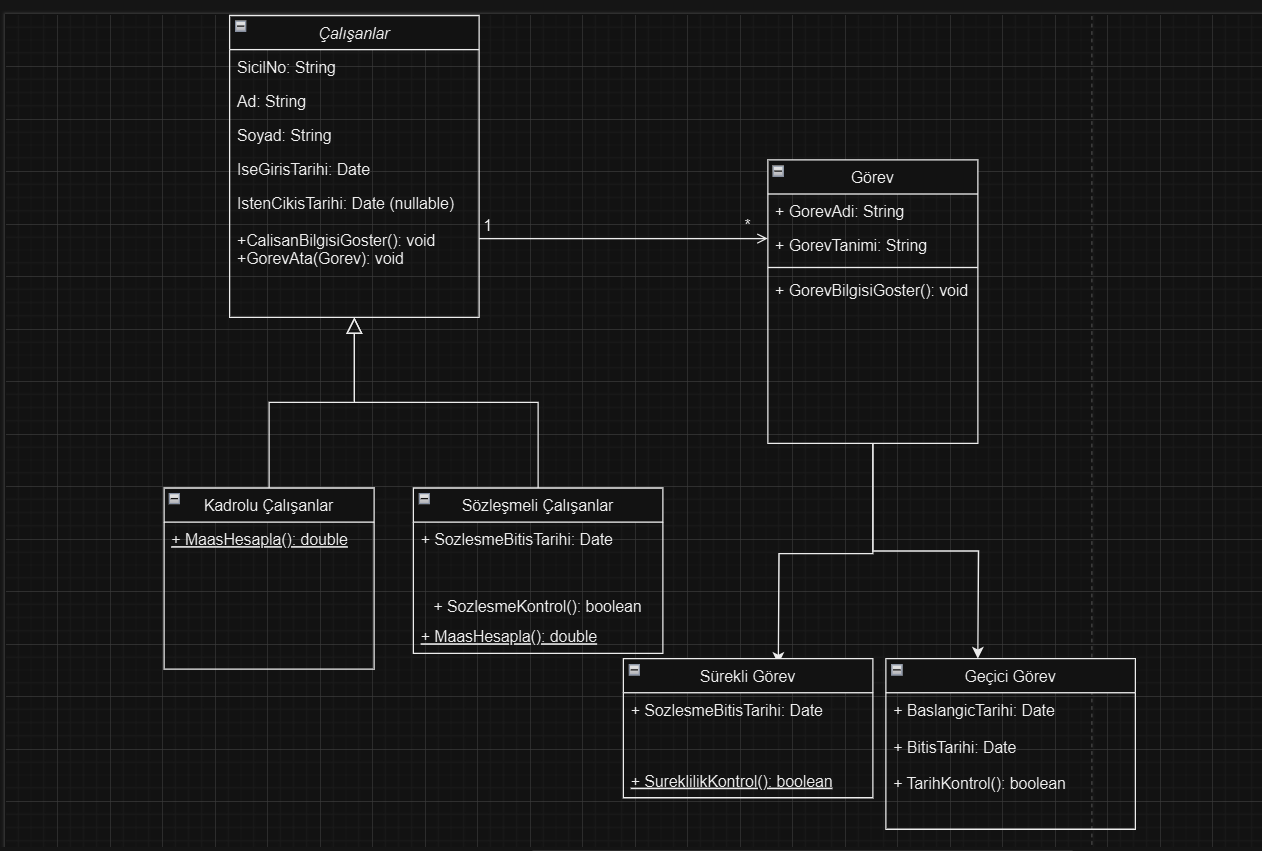 Çalışanlar
SicilNo: String
Ad: String
Soyad: String
IseGirisTarihi: Date
IstenCikisTarihi: Date (nullable)
+CalisanBilgisiGoster(): void
+GorevAta(Gorev): void
1
*
Görev
+ GorevAdi: String
+ GorevTanimi: String
+ GorevBilgisiGoster(): void
Kadrolu Çalışanlar
+ MaasHesapla(): double
Sözleşmeli Çalışanlar
+ SozlesmeBitisTarihi: Date
+ SozlesmeKontrol(): boolean
+ MaasHesapla(): double
Sürekli Görev
+ SozlesmeBitisTarihi: Date
+ SureklilikKontrol(): boolean
Geçici Görev
+ BaslangicTarihi: Date
+ BitisTarihi: Date
+ TarihKontrol(): boolean